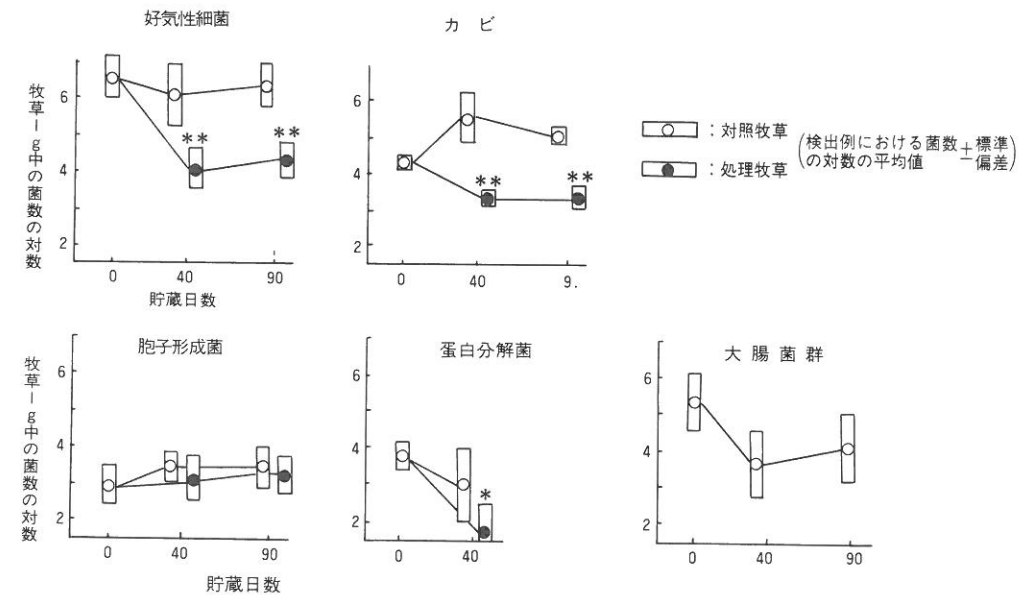 好気性細菌
カビ
牧草1g中の菌数の対数
6
4
2
0
40
90
貯蔵日数
**
**
6
4
2
0
40
9.
**
**
：対照牧草
：処理牧草
(検出例における菌数±標準
の対数の平均値 偏差)
胞子形成菌
蛋白分解菌
大腸菌群
牧草1g中の菌数の対数
6
4
2
0
40
90
貯蔵日数
6
4
2
0
40
*
6
4
2
0
40
90